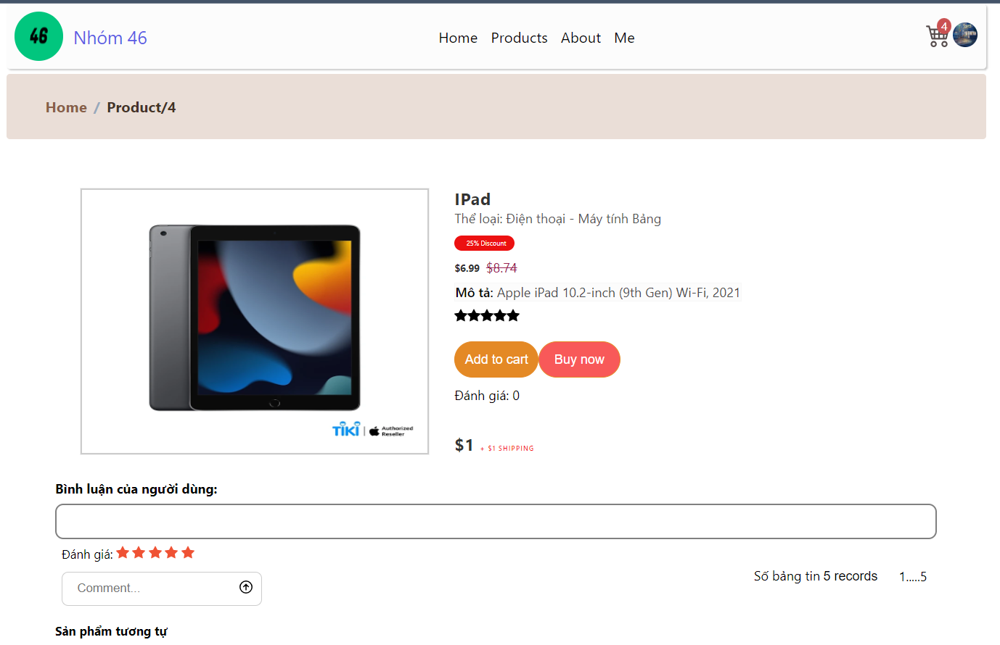 46 Nhóm 46 Home Products About Me 4
Home / Product/4
IPad
Thể loại: Điện thoại - Máy tính Bảng
25% Discount
$6.99 $8.74
Mô tả: Apple iPad 10.2-inch (9th Gen) Wi-Fi, 2021
Add to cart Buy now
Đánh giá: 0
TIKI | Authorized
Reseller
$1 + $1 SHIPPING
Bình luận của người dùng:
Đánh giá:
Số bảng tin 5 records 1.....5
Comment...
Sản phẩm tương tự